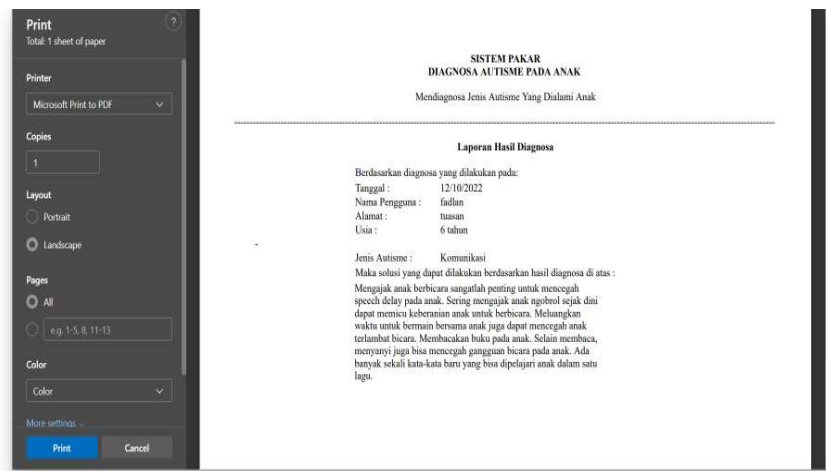 Print
?
Total: 1 sheet of paper
Printer
Microsoft Print to PDF
Copies
1
Layout
Portrait
Landscape
Pages
All
e.g. 1-5, 8, 11-13
Color
Color
More settings
Print
Cancel
SISTEM PAKAR
DIAGNOSA AUTISME PADA ANAK
Mendiagnosa Jenis Autisme Yang Dialami Anak
Laporan Hasil Diagnosa
Berdasarkan diagnosa yang dilakukan pada:
Tanggal : 12/10/2022
Nama Pengguna : fadlan
Alamat : tuasan
Usia : 6 tahun
Jenis Autisme : Komunikasi
Maka solusi yang dapat dilakukan berdasarkan hasil diagnosa di atas :
Mengajak anak berbicara sangatlah penting untuk mencegah
speech delay pada anak. Sering mengajak anak ngobrol sejak dini
dapat memicu keberanian anak untuk berbicara. Meluangkan
waktu untuk bermain bersama anak juga dapat mencegah anak
terlambat bicara. Membacakan buku pada anak. Selain membaca,
menyanyi juga bisa mencegah gangguan bicara pada anak. Ada
banyak sekali kata-kata baru yang bisa dipelajari anak dalam satu
lagu.